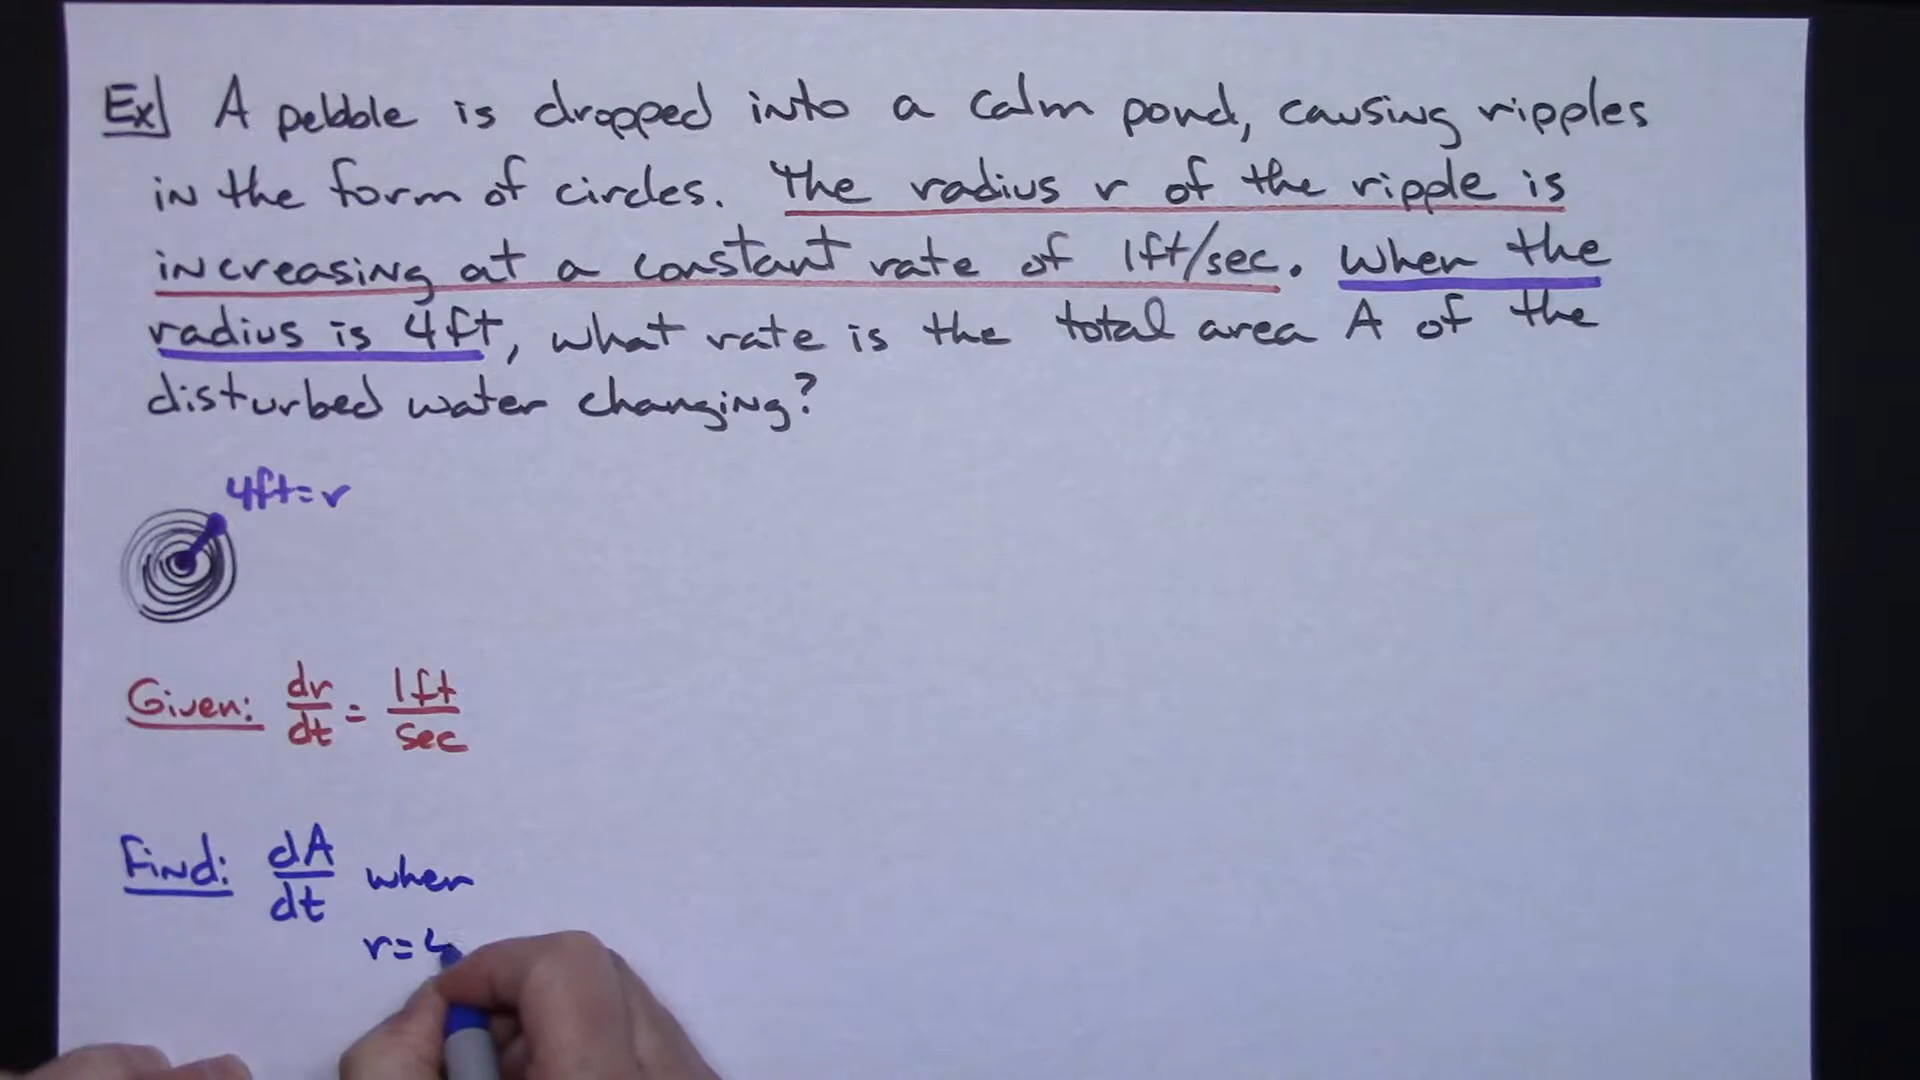 Ex] A pebble is dropped into a calm pond, causing ripples
in the form of circles. The radius r of the ripple is
increasing at a constant rate of 1ft/sec. When the
radius is 4ft, what rate is the total area A of the
disturbed water changing?
4ft=r
Given: dr/dt = 1ft/sec
Find: dA/dt when
r=4